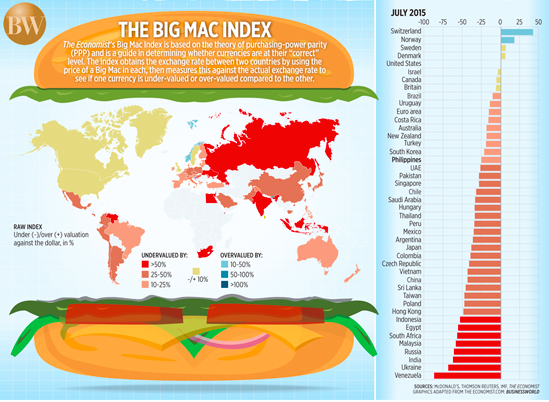 BW
THE BIG MAC INDEX
The Economist's Big Mac Index is based on the theory of purchasing-power parity
(PPP) and is a guide in determining whether currencies are at their "correct"
level. The index obtains the exchange rate between two countries by using the
price of a Big Mac in each, then measures this against the actual exchange rate to
see if one currency is under-valued or over-valued compared to the other.
RAW INDEX
Under (-)/over (+) valuation
against the dollar, in %
UNDERVALUED BY:
>50%
25-50%
10-25%
-/+ 10%
OVERVALUED BY:
10-50%
50-100%
>100%
JULY 2015
-100 -75 -50 -25 0 25 50
Switzerland
Norway
Sweden
Denmark
United States
Israel
Canada
Britain
Brazil
Uruguay
Euro area
Costa Rica
Australia
New Zealand
Turkey
South Korea
Philippines
UAE
Pakistan
Singapore
Chile
Saudi Arabia
Hungary
Thailand
Peru
Mexico
Argentina
Japan
Colombia
Czech Republic
Vietnam
China
Sri Lanka
Taiwan
Poland
Hong Kong
Indonesia
Egypt
South Africa
Malaysia
Russia
India
Ukraine
Venezuela
SOURCES: McDONALD'S, THOMSON REUTERS, IMF, THE ECONOMIST
GRAPHICS ADAPTED FROM THE ECONOMIST.COM BUSINESSWORLD